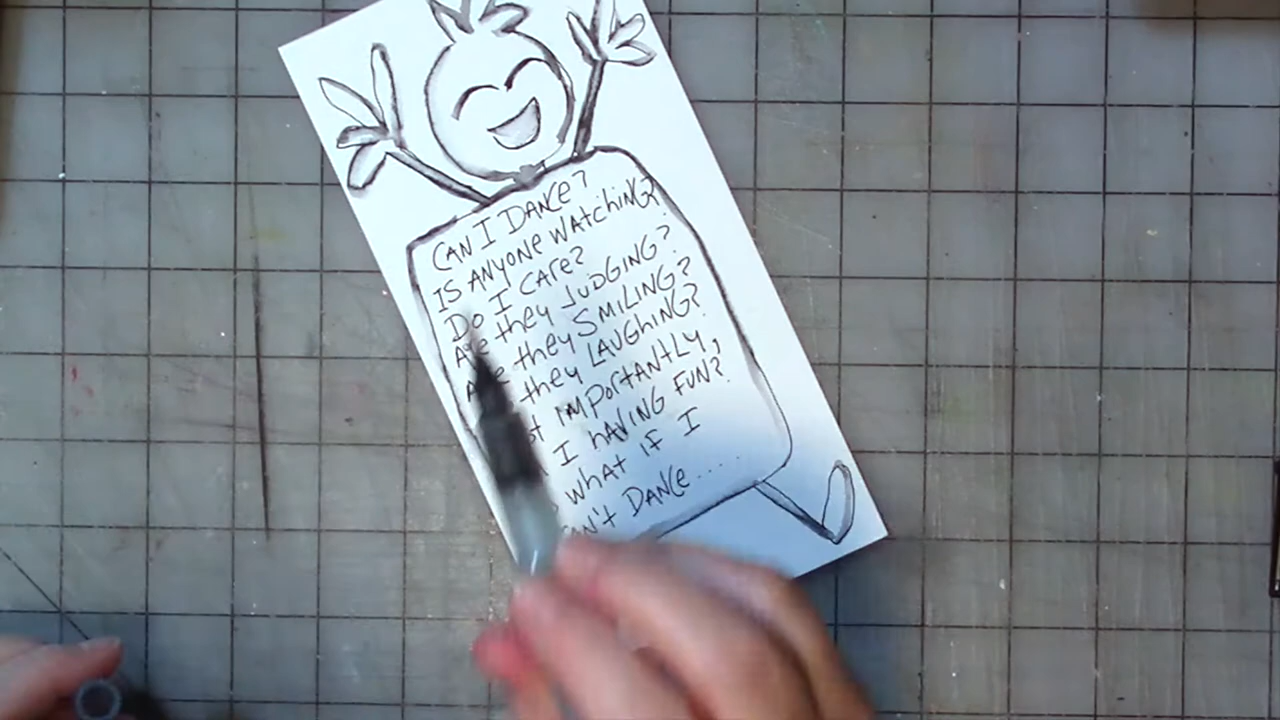 CAN I DANCE?
IS ANYONE WATCHING?
DO I CARE?
ARE they JUDGING?
ARE they SMILING?
they LAUGHING?
IMPORTANTLY,
I HAVING FUN?
WHAT IF I
DANCE.....